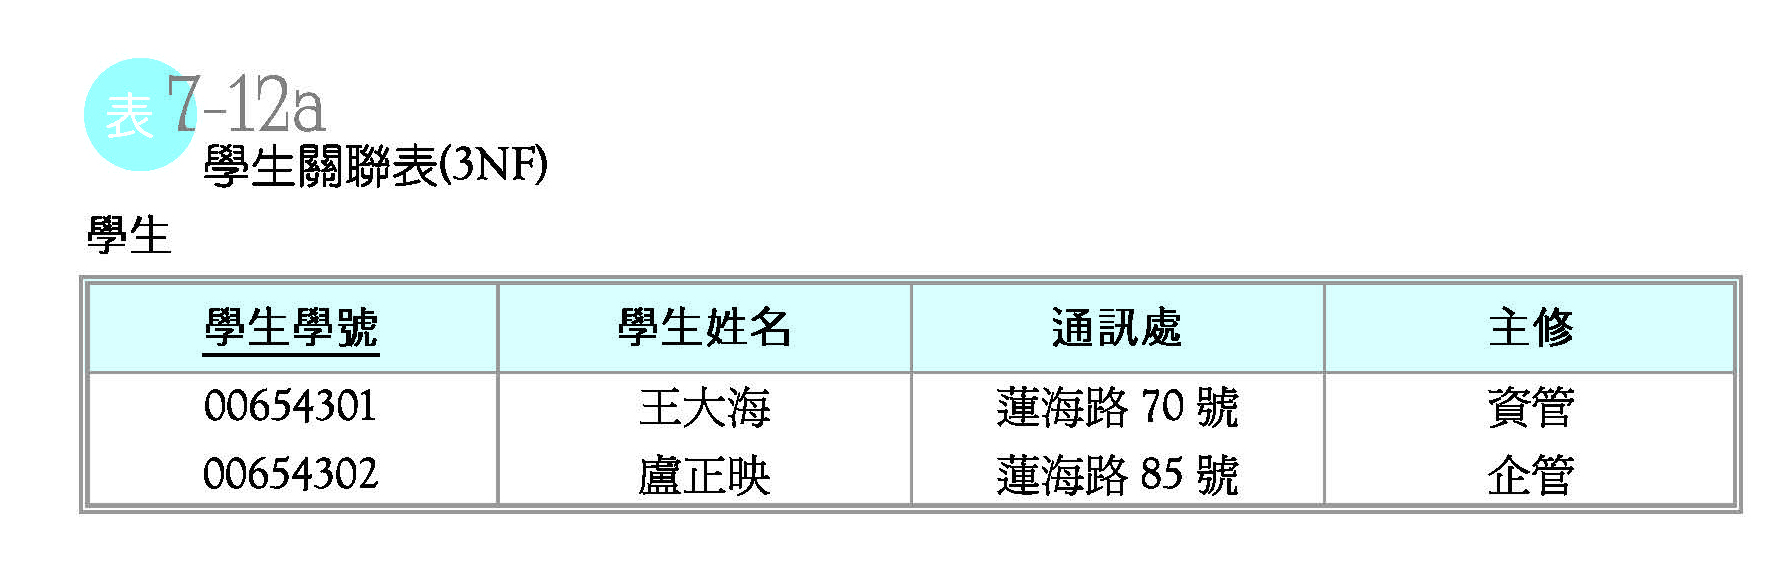 表 7-12a
學生關聯表(3NF)
學生
學生學號 學生姓名 通訊處 主修
00654301 王大海 蓮海路 70 號 資管
00654302 盧正映 蓮海路 85 號 企管